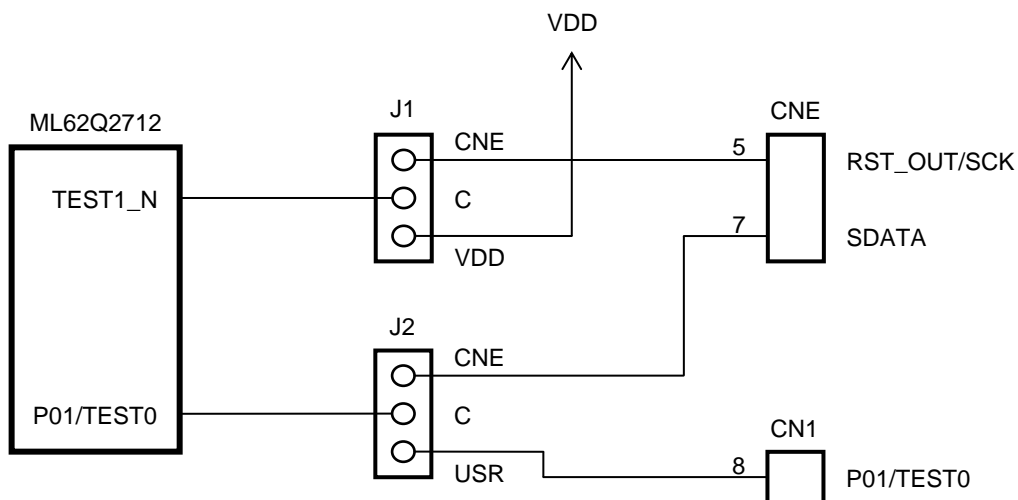 VDD
ML62Q2712
J1
CNE
CNE
5
RST_OUT/SCK
TEST1_N
C
VDD
7
SDATA
J2
CNE
P01/TEST0
C
USR
CN1
8
P01/TEST0